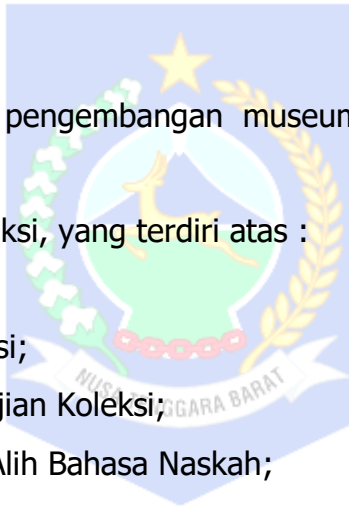 pengembangan museum
ksi, yang terdiri atas :
si;
jian Koleksi;
NUSA TENGGARA BARAT
Alih Bahasa Naskah;